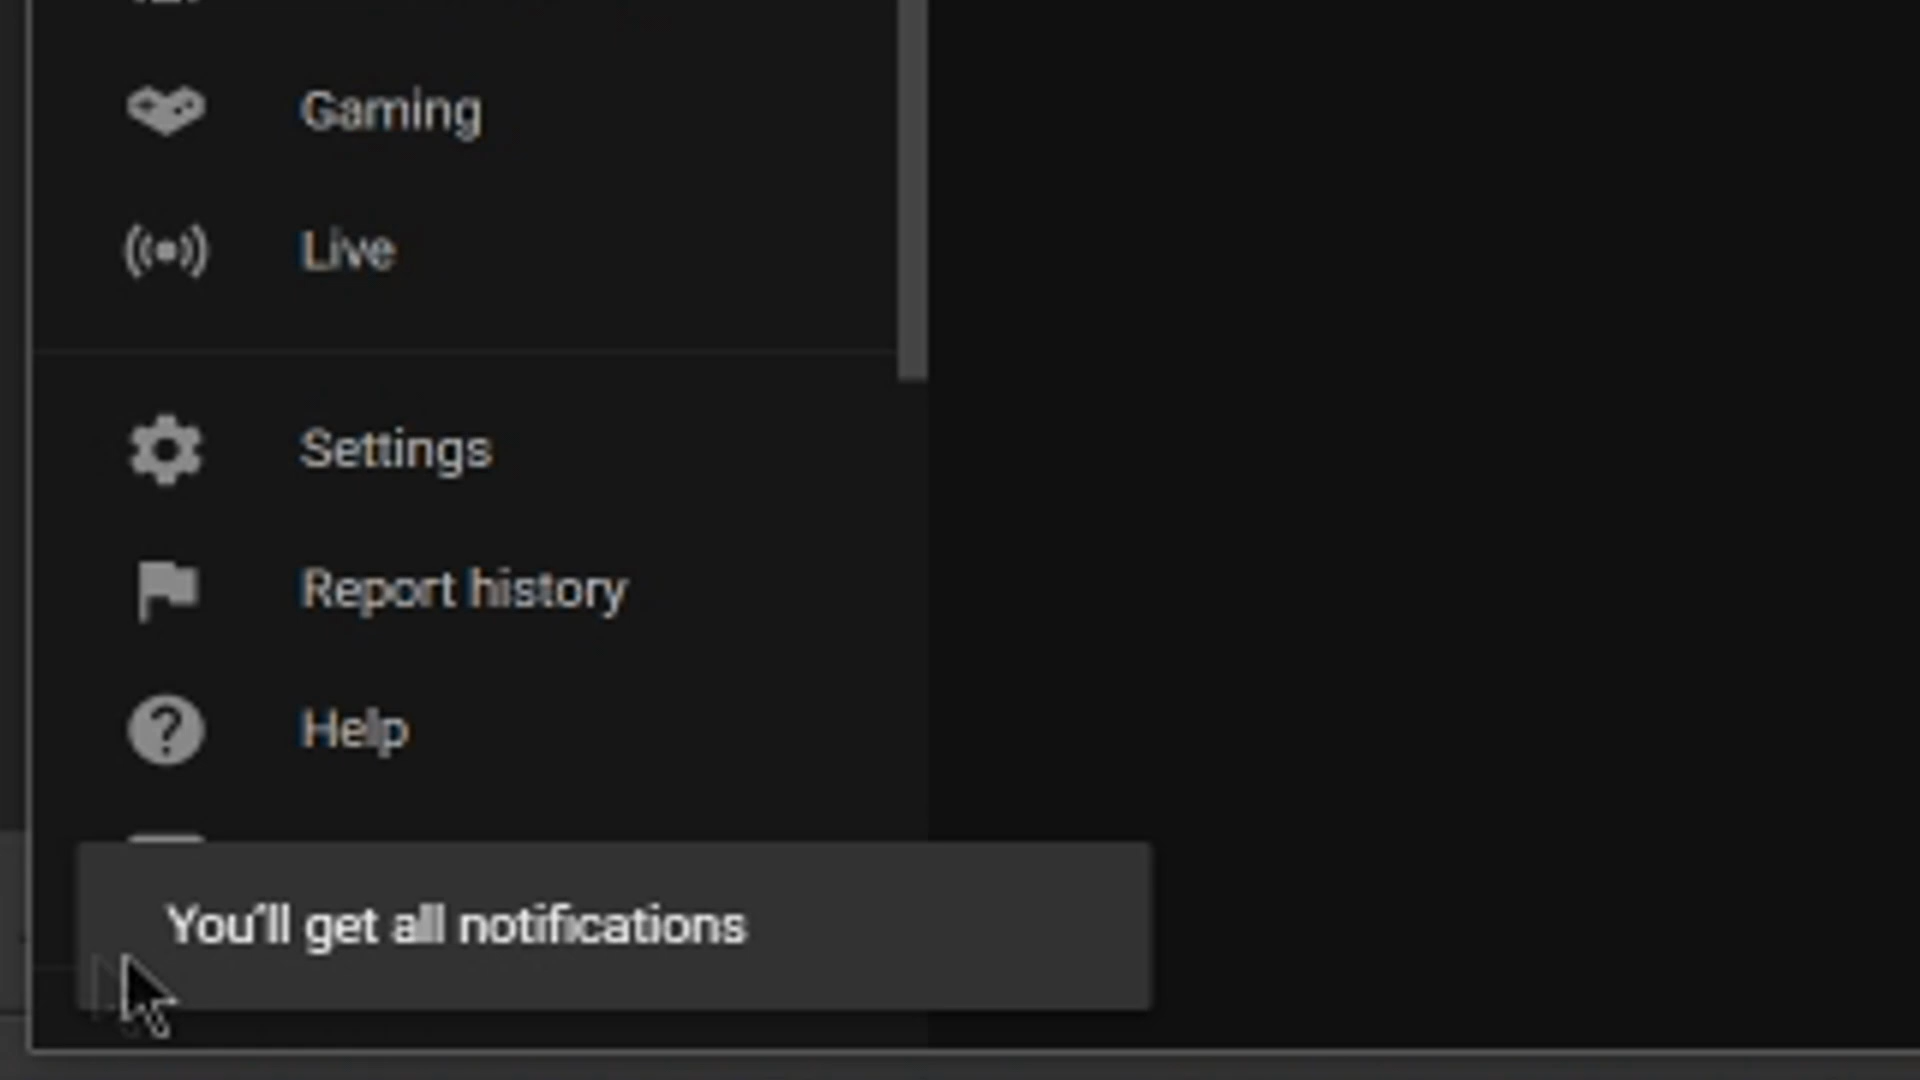 Gaming
Live
Settings
Report history
Help
You'll get all notifications